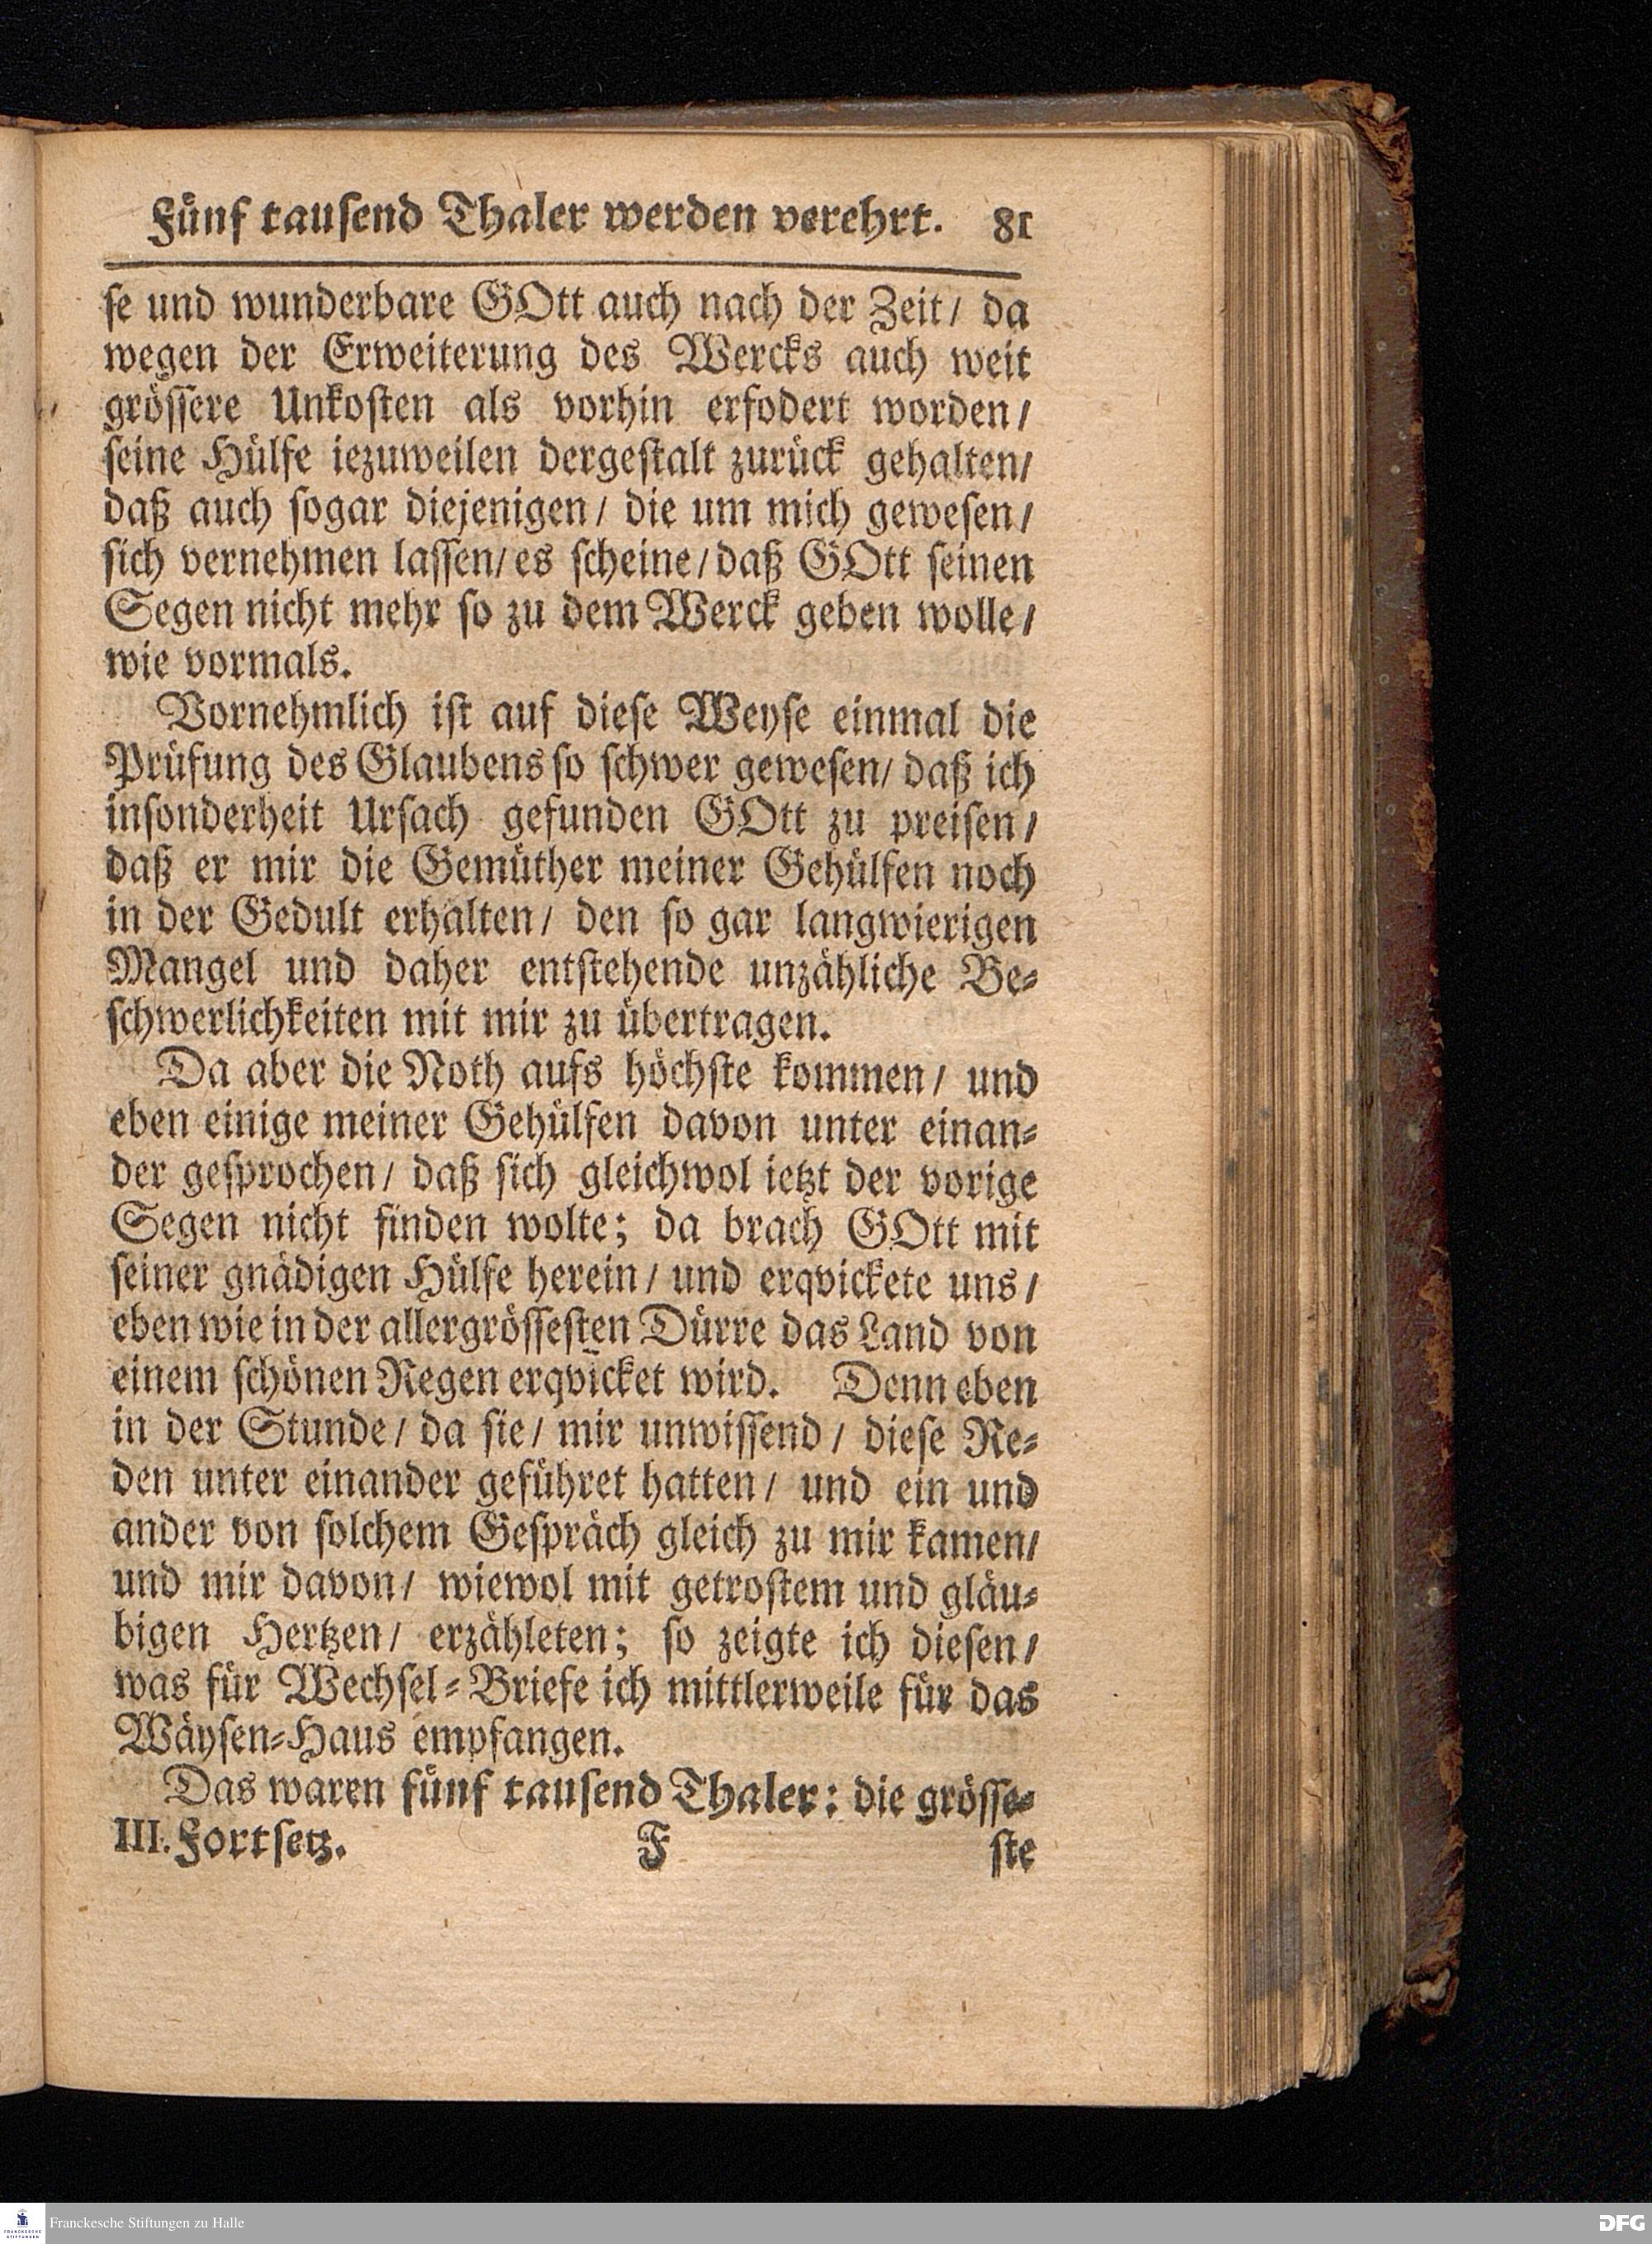 Fünf tausend Thaler werden verehrt. 81
se und wunderbare GOtt auch nach der Zeit/ da
wegen der Erweiterung des Wercks auch weit
grössere Unkosten als vorhin erfodert worden/
seine Hülfe iezuweilen dergestalt zurück gehalten/
daß auch sogar diejenigen/ die um mich gewesen/
sich vernehmen lassen/ es scheine/ daß GOtt seinen
Segen nicht mehr so zu dem Werck geben wolle/
wie vormals.
Vornehmlich ist auf diese Weyse einmal die
Prüfung des Glaubens so schwer gewesen/ daß ich
insonderheit Ursach gefunden GOtt zu preisen/
daß er mir die Gemüther meiner Gehülfen noch
in der Gedult erhalten/ den so gar langwierigen
Mangel und daher entstehende unzähliche Be-
schwerlichkeiten mit mir zu übertragen.
Da aber die Noth aufs höchste kommen/ und
eben einige meiner Gehülfen davon unter einan-
der gesprochen/ daß sich gleichwol ietzt der vorige
Segen nicht finden wolte; da brach GOtt mit
seiner gnädigen Hülfe herein/ und erqvickete uns/
eben wie in der allergrössesten Dürre das Land von
einem schönen Regen erqvicket wird. Denn eben
in der Stunde/ da sie/ mir unwissend/ diese Re-
den unter einander geführet hatten/ und ein und
ander von solchem Gespräch gleich zu mir kamen/
und mir davon/ wiewol mit getrostem und gläu-
bigen Hertzen/ erzähleten; so zeigte ich diesen/
was für Wechsel-Briefe ich mittlerweile für das
Wäysen-Haus empfangen.
Das waren fünf tausend Thaler: die grösse-
III. Fortsetz. F ste
FRANCKESCHE STIFTUNGEN
Franckesche Stiftungen zu Halle
DFG